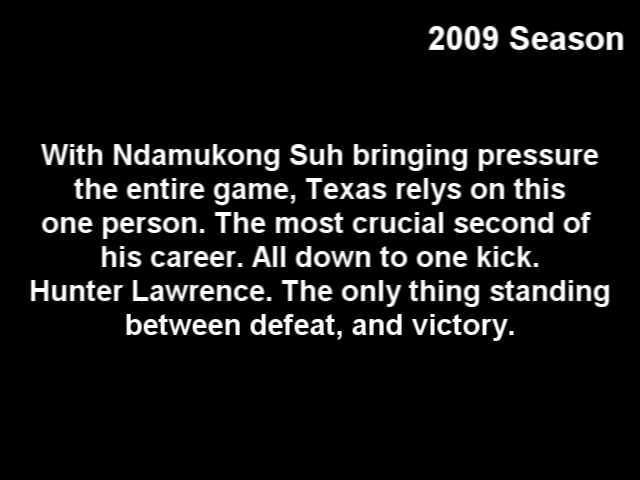 2009 Season
With Ndamukong Suh bringing pressure
the entire game, Texas relys on this
one person. The most crucial second of
his career. All down to one kick.
Hunter Lawrence. The only thing standing
between defeat, and victory.